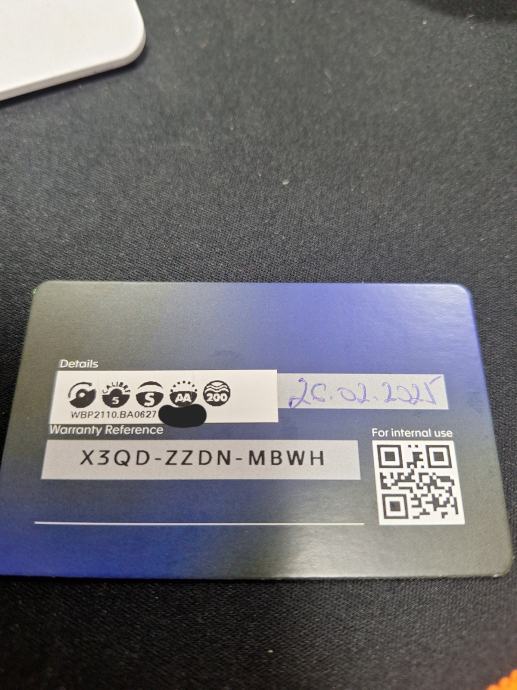 Details
CALIBRE 5 S AA 200
26.02.2025
WBP2110.BA0627
Warranty Reference
For internal use
X3QD-ZZDN-MBWH